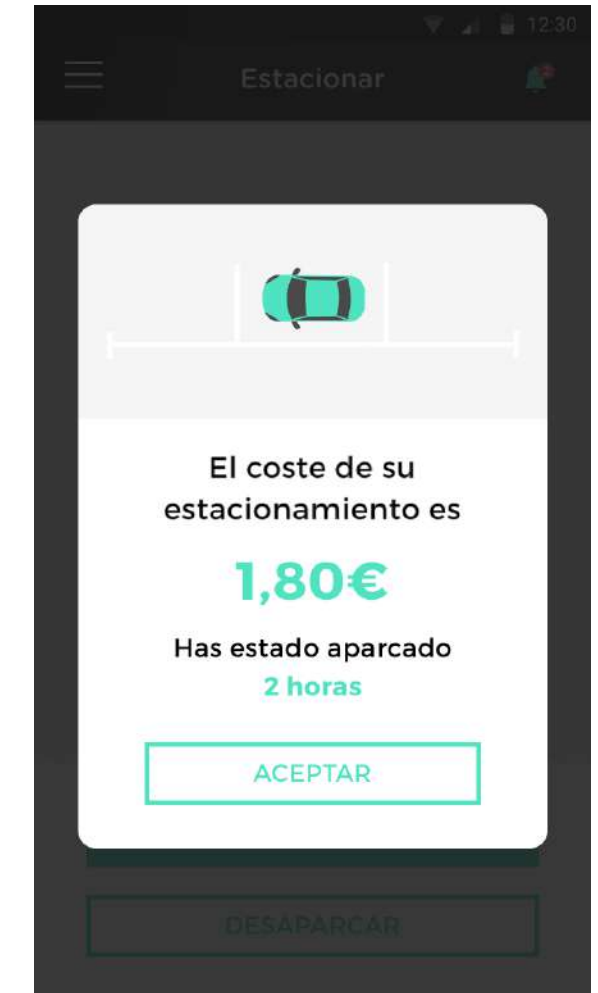 12:30
Estacionar
El coste de su
estacionamiento es
1,80€
Has estado aparcado
2 horas
ACEPTAR
DESAPARCAR